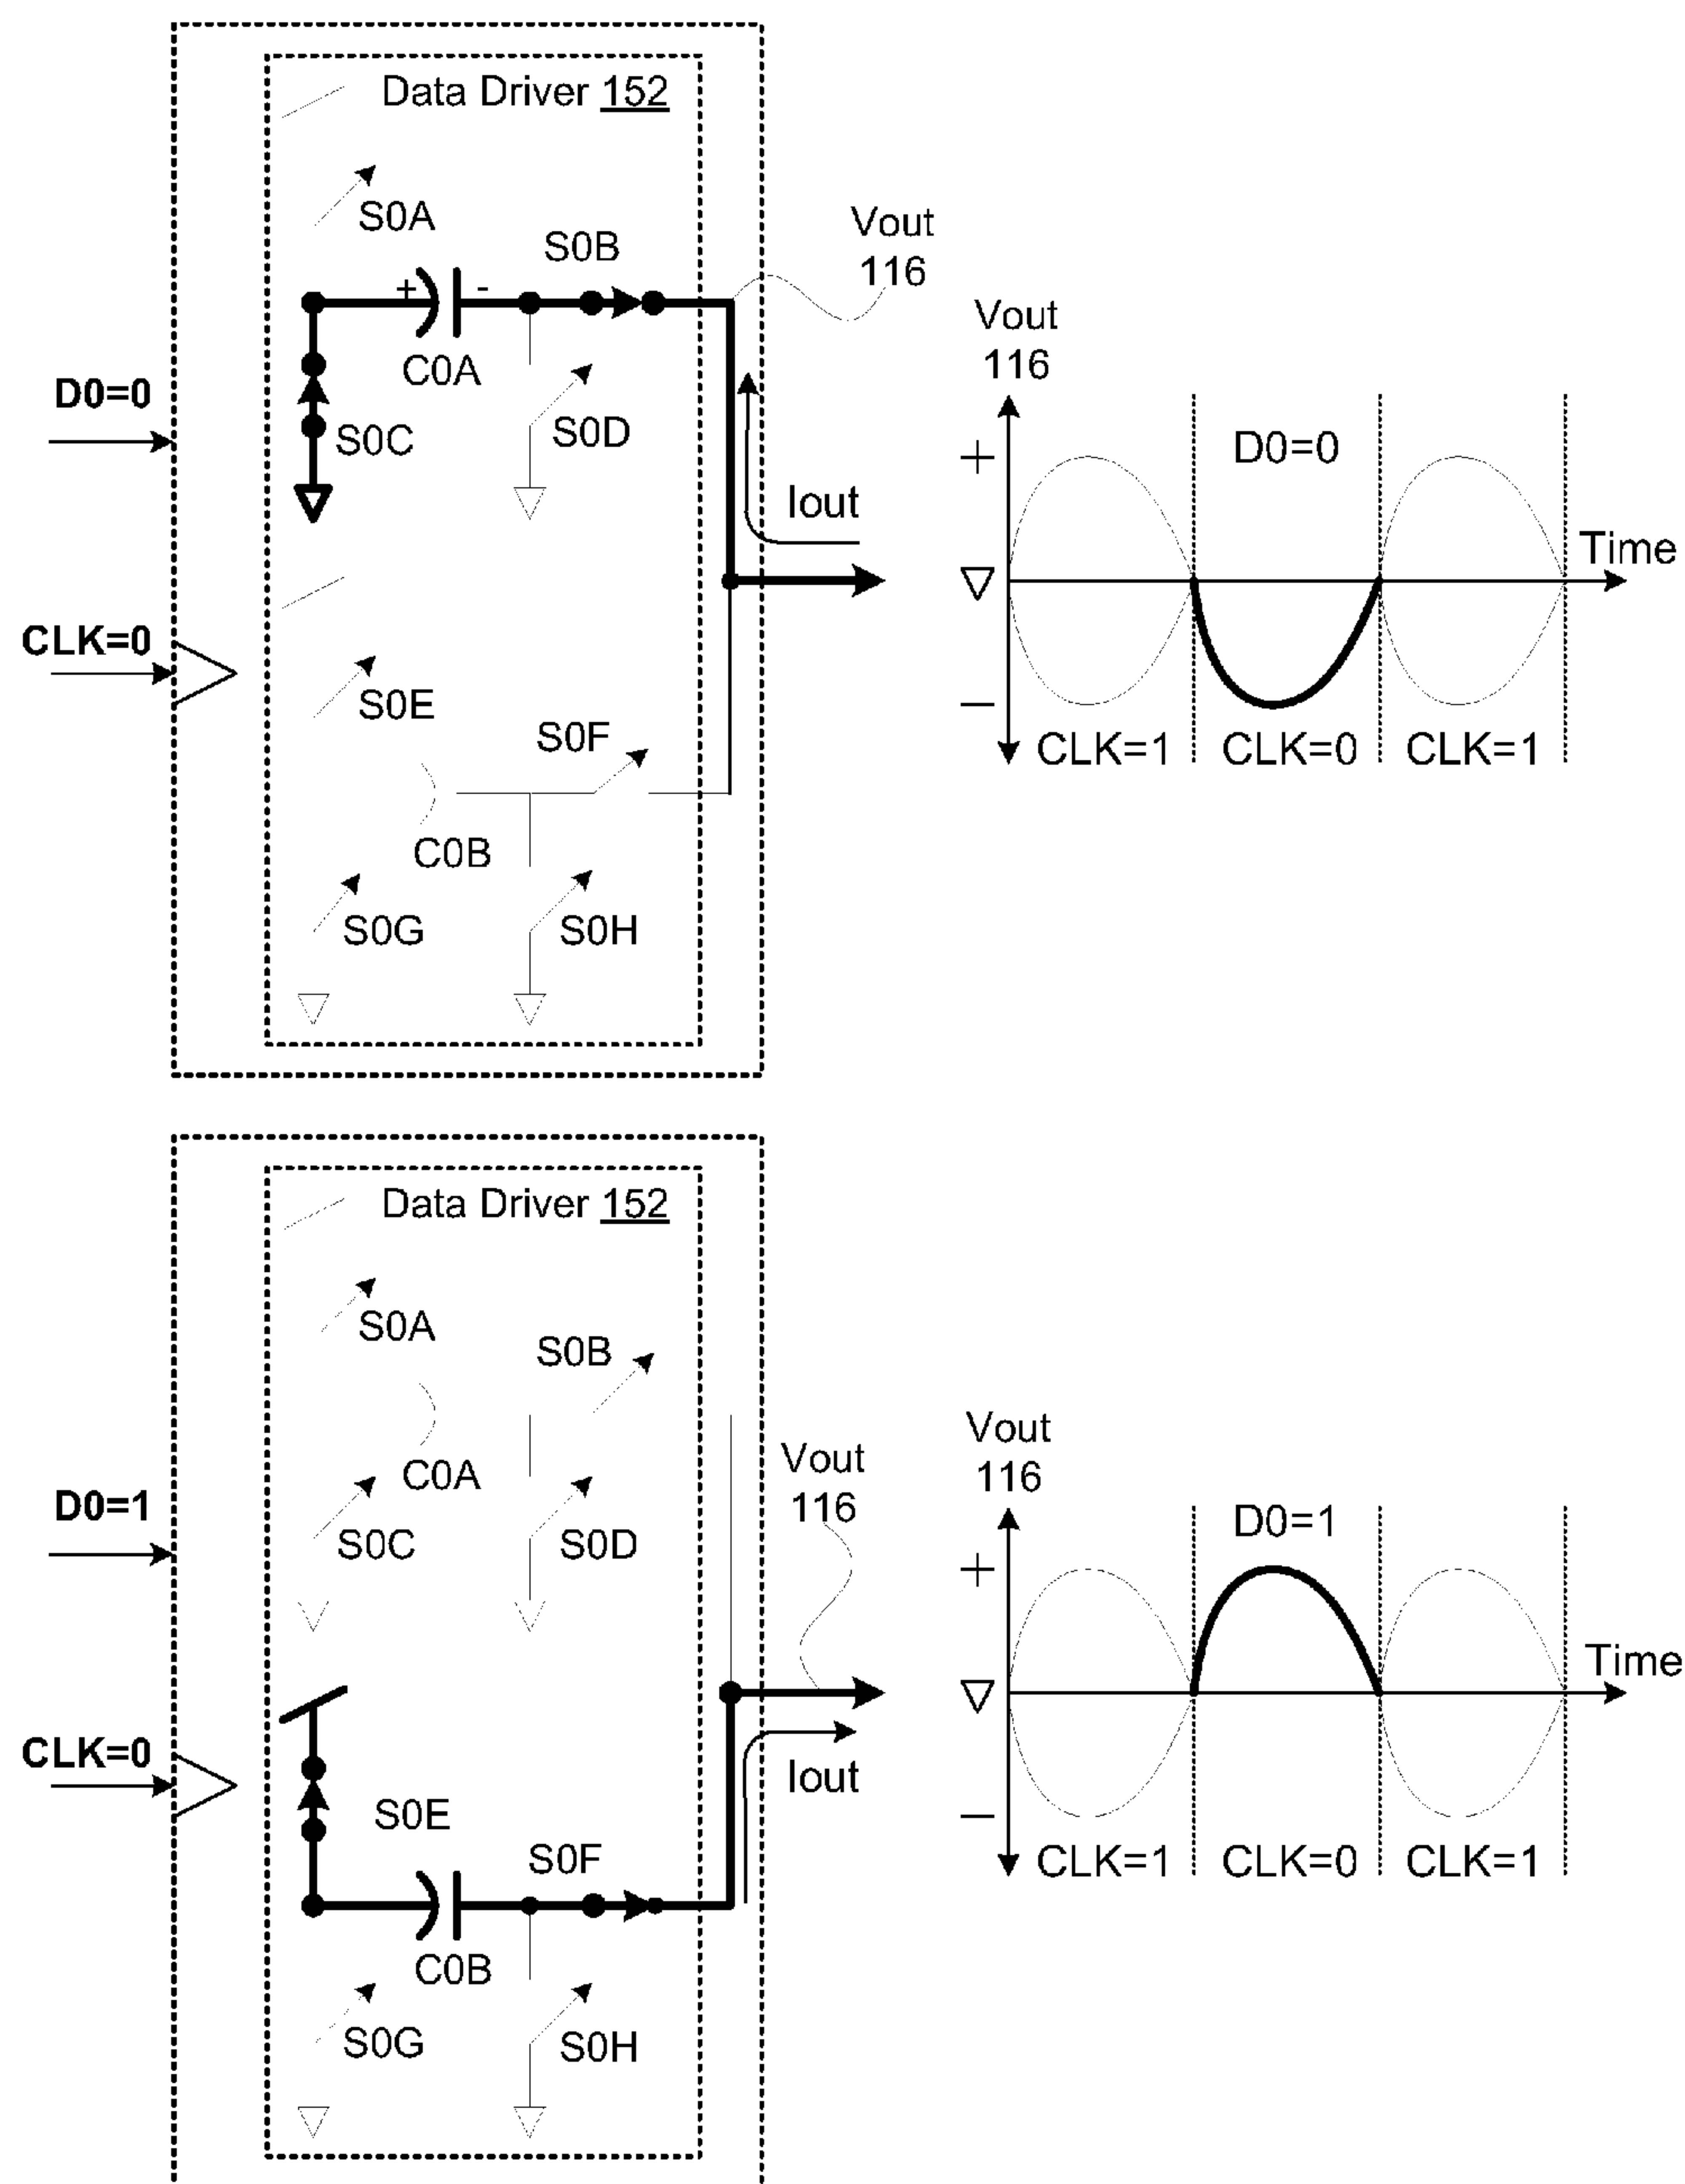 Data Driver 152
S0A
S0B
Vout
116
+
-
C0A
D0=0
S0C
S0D
Iout
CLK=0
S0E
S0F
C0B
S0G
S0H
Vout
116
+
D0=0
Time
−
CLK=1
CLK=0
CLK=1
Data Driver 152
S0A
S0B
C0A
Vout
116
D0=1
S0C
S0D
CLK=0
Iout
S0E
S0F
C0B
S0G
S0H
Vout
116
D0=1
+
Time
−
CLK=1
CLK=0
CLK=1